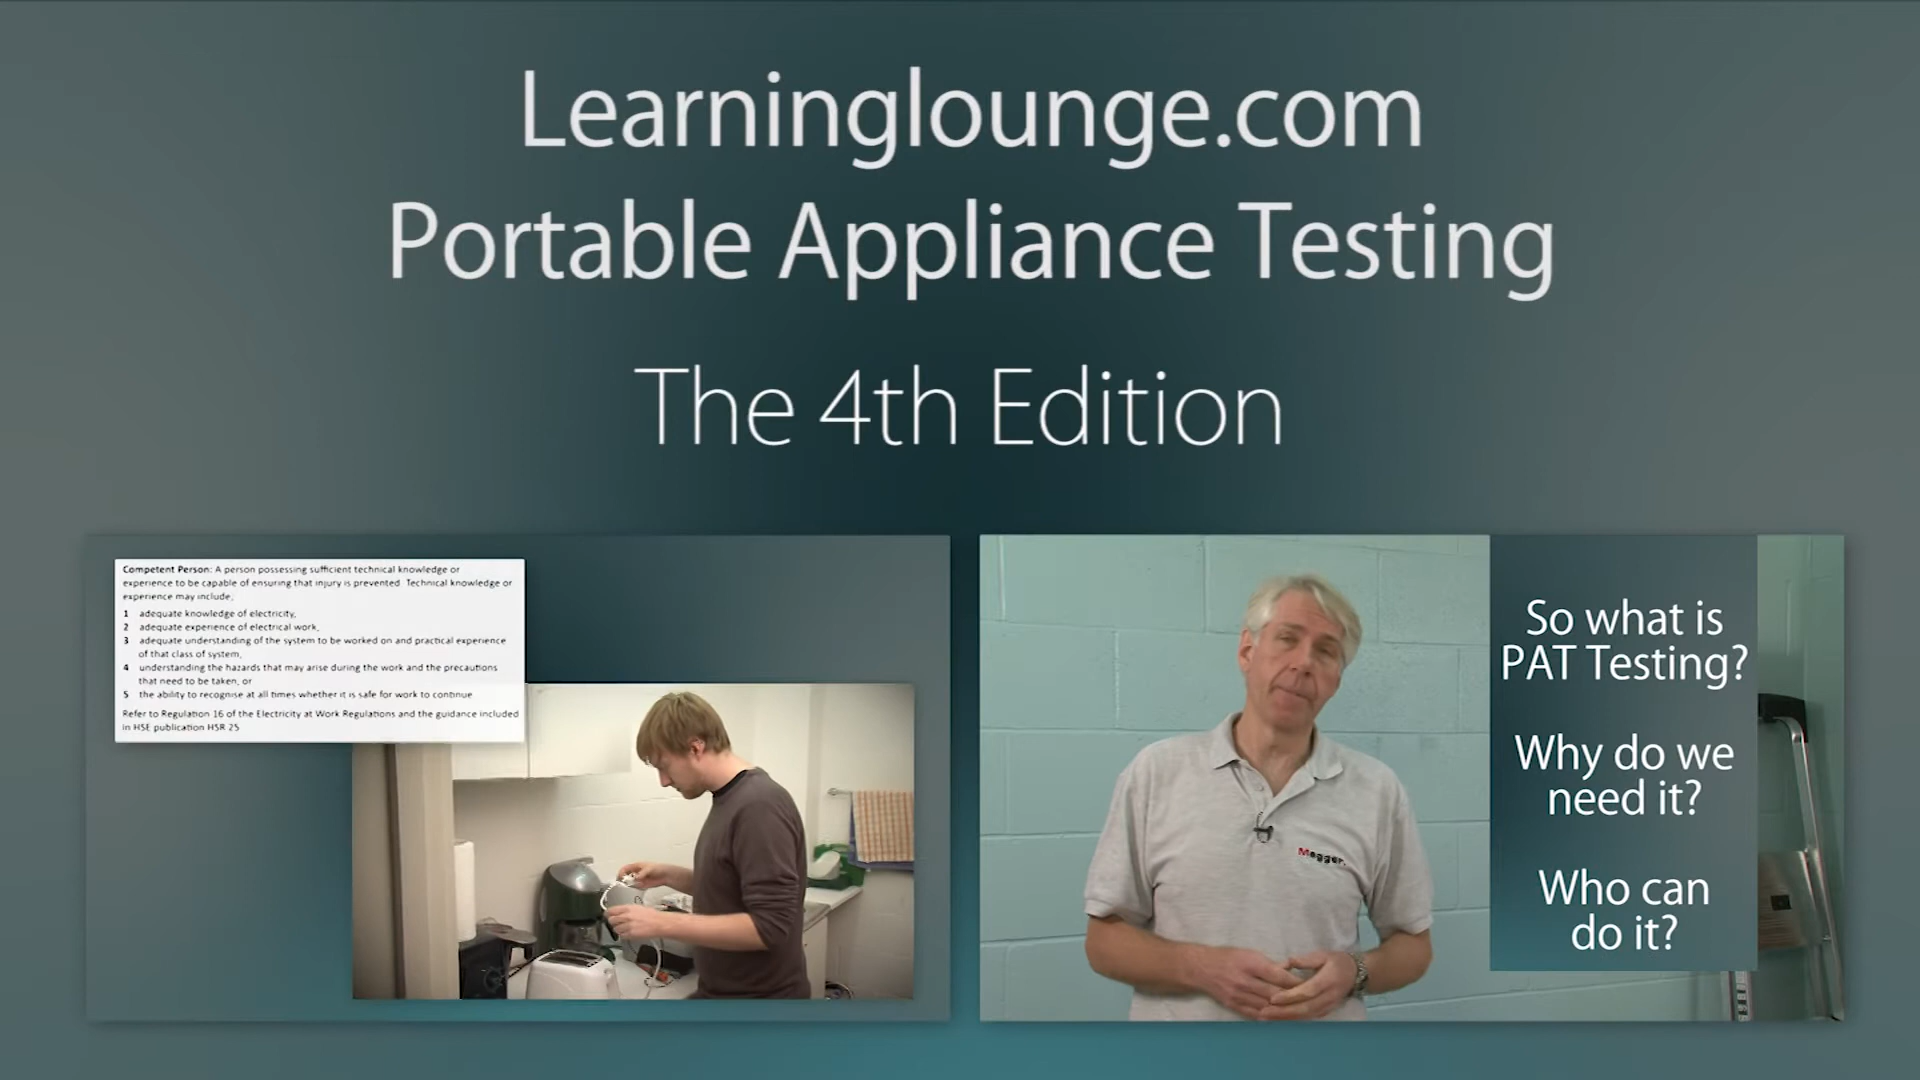 Learninglounge.com
Portable Appliance Testing
The 4th Edition
Competent Person: A person possessing sufficient technical knowledge or
experience to be capable of ensuring that injury is prevented. Technical knowledge or
experience may include;
1 adequate knowledge of electricity,
2 adequate experience of electrical work,
3 adequate understanding of the system to be worked on and practical experience
of that class of system,
4 understanding the hazards that may arise during the work and the precautions
that need to be taken, or
5 the ability to recognise at all times whether it is safe for work to continue
Refer to Regulation 16 of the Electricity at Work Regulations and the guidance included
in HSE publication HSR 25
Megger.
So what is
PAT Testing?
Why do we
need it?
Who can
do it?